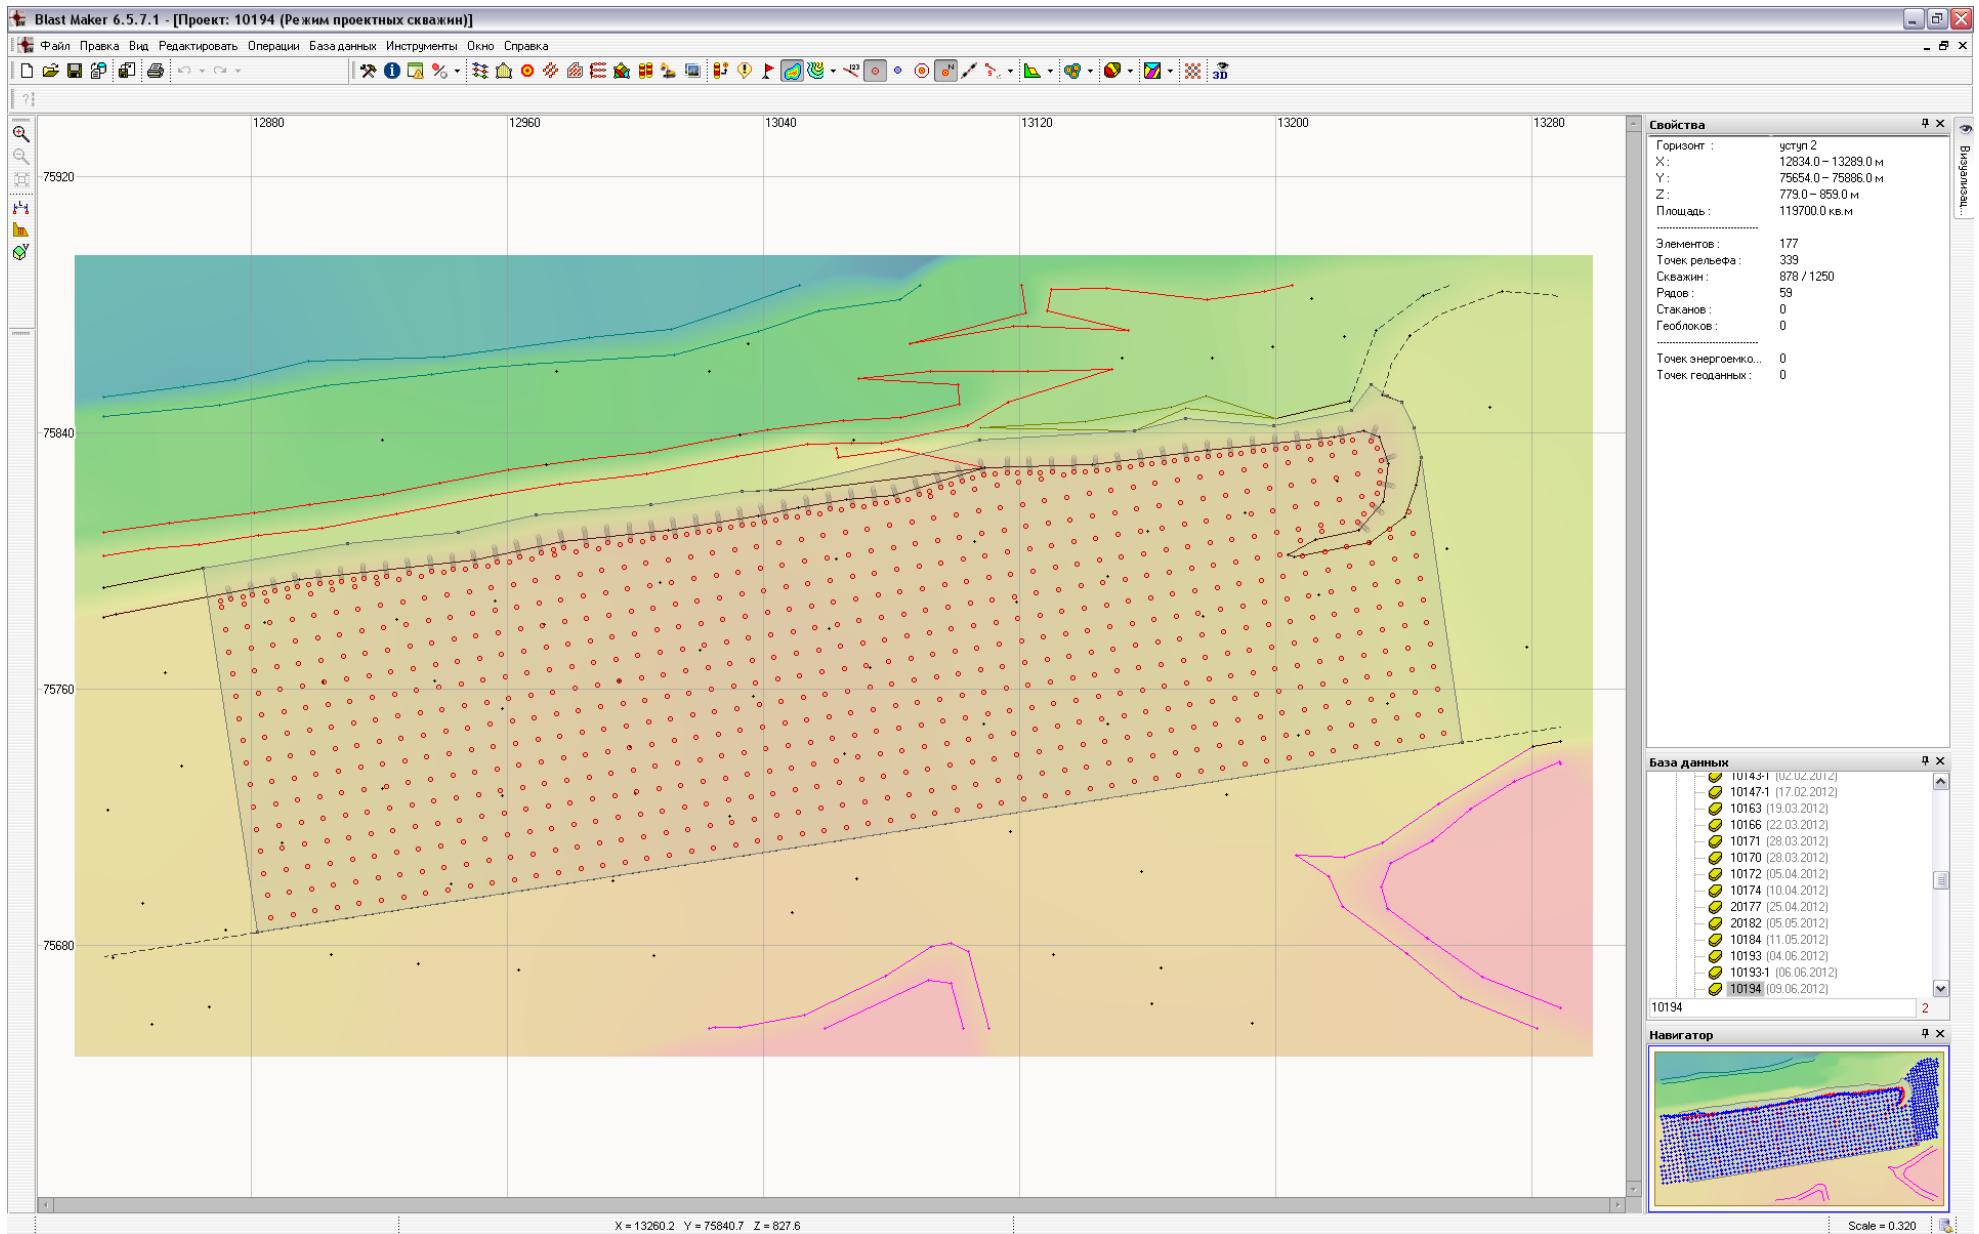 Blast Maker 6.5.7.1 - [Проект: 10194 (Режим проектных скважин)]
Файл Правка Вид Редактировать Операции База данных Инструменты Окно Справка
3D
12880 12960 13040 13120 13200 13280
75920
75840
75760
75680
Свойства
Горизонт : уступ 2
X : 12834.0 – 13289.0 м
Y : 75654.0 – 75886.0 м
Z : 779.0 – 859.0 м
Площадь : 119700.0 кв.м
Элементов : 177
Точек рельефа : 339
Скважин : 878 / 1250
Рядов : 59
Стаканов : 0
Геоблоков : 0
Точек энергоемко... 0
Точек геоданных : 0
Визуализац...
База данных
10143-1 (02.02.2012)
10147-1 (17.02.2012)
10163 (19.03.2012)
10166 (22.03.2012)
10171 (28.03.2012)
10170 (28.03.2012)
10172 (05.04.2012)
10174 (10.04.2012)
20177 (25.04.2012)
20182 (05.05.2012)
10184 (11.05.2012)
10193 (04.06.2012)
10193-1 (06.06.2012)
10194 (09.06.2012)
10194 2
Навигатор
X = 13260.2 Y = 75840.7 Z = 827.6
Scale = 0.320